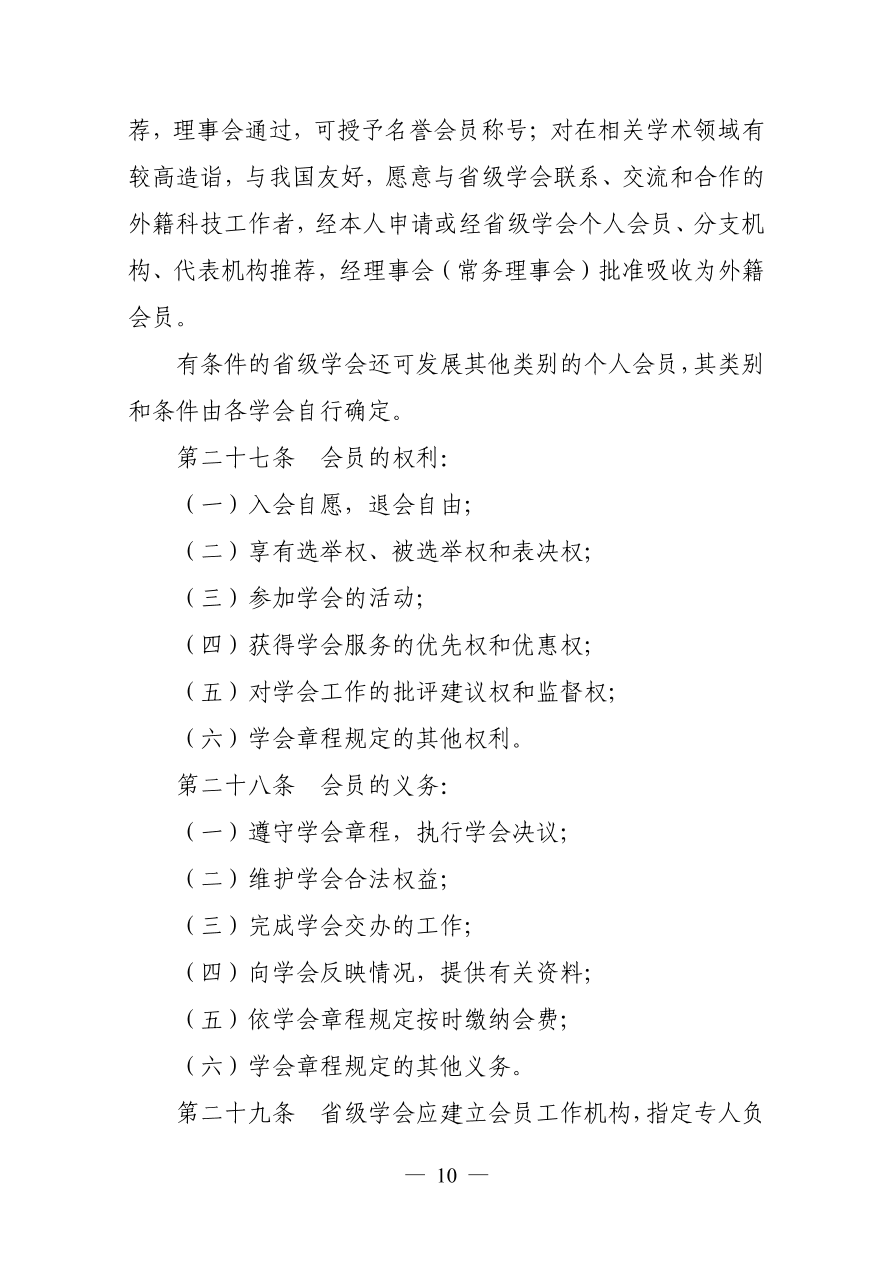 荐，理事会通过，可授予名誉会员称号；对在相关学术领域有
较高造诣，与我国友好，愿意与省级学会联系、交流和合作的
外籍科技工作者，经本人申请或经省级学会个人会员、分支机
构、代表机构推荐，经理事会（常务理事会）批准吸收为外籍
会员。
有条件的省级学会还可发展其他类别的个人会员，其类别
和条件由各学会自行确定。
第二十七条　会员的权利：
（一）入会自愿，退会自由；
（二）享有选举权、被选举权和表决权；
（三）参加学会的活动；
（四）获得学会服务的优先权和优惠权；
（五）对学会工作的批评建议权和监督权；
（六）学会章程规定的其他权利。
第二十八条　会员的义务：
（一）遵守学会章程，执行学会决议；
（二）维护学会合法权益；
（三）完成学会交办的工作；
（四）向学会反映情况，提供有关资料；
（五）依学会章程规定按时缴纳会费；
（六）学会章程规定的其他义务。
第二十九条　省级学会应建立会员工作机构，指定专人负
— 10 —